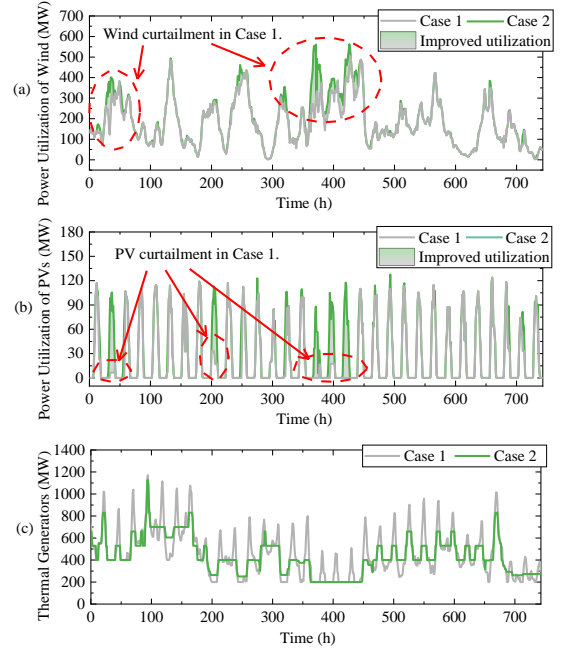 Case 1 Case 2
Improved utilization
Wind curtailment in Case 1.
(a)
Power Utilization of Wind (MW)
700
600
500
400
300
200
100
0
0 100 200 300 400 500 600 700
Time (h)
Case 1 Case 2
Improved utilization
PV curtailment in Case 1.
(b)
Power Utilization of PVs (MW)
180
150
120
90
60
30
0
0 100 200 300 400 500 600 700
Time (h)
Case 1 Case 2
(c)
Thermal Generators (MW)
1400
1200
1000
800
600
400
200
0
0 100 200 300 400 500 600 700
Time (h)